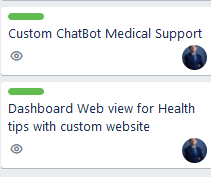 Custom ChatBot Medical Support
Dashboard Web view for Health
tips with custom website